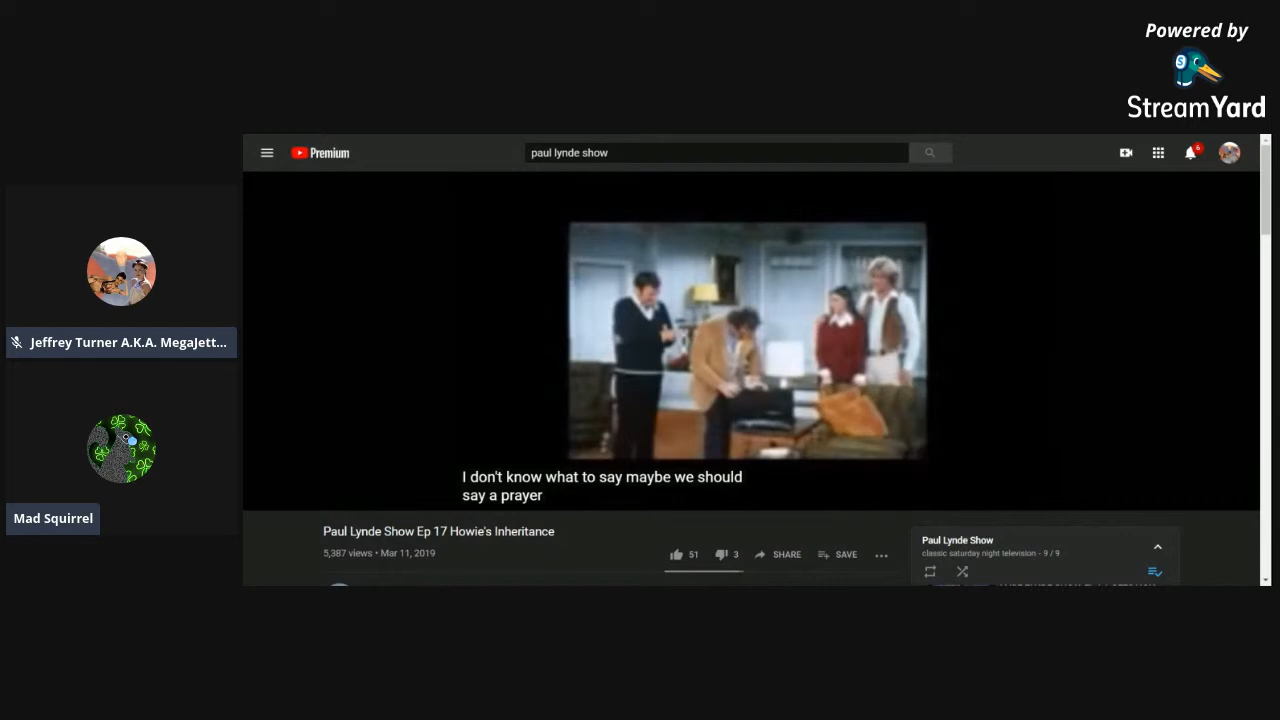 Powered by
StreamYard
Premium
paul lynde show
6
Jeffrey Turner A.K.A. MegaJett...
Mad Squirrel
I don't know what to say maybe we should
say a prayer
Paul Lynde Show Ep 17 Howie's Inheritance
5,387 views • Mar 11, 2019
51
3
SHARE
SAVE
Paul Lynde Show
classic saturday night television - 9 / 9